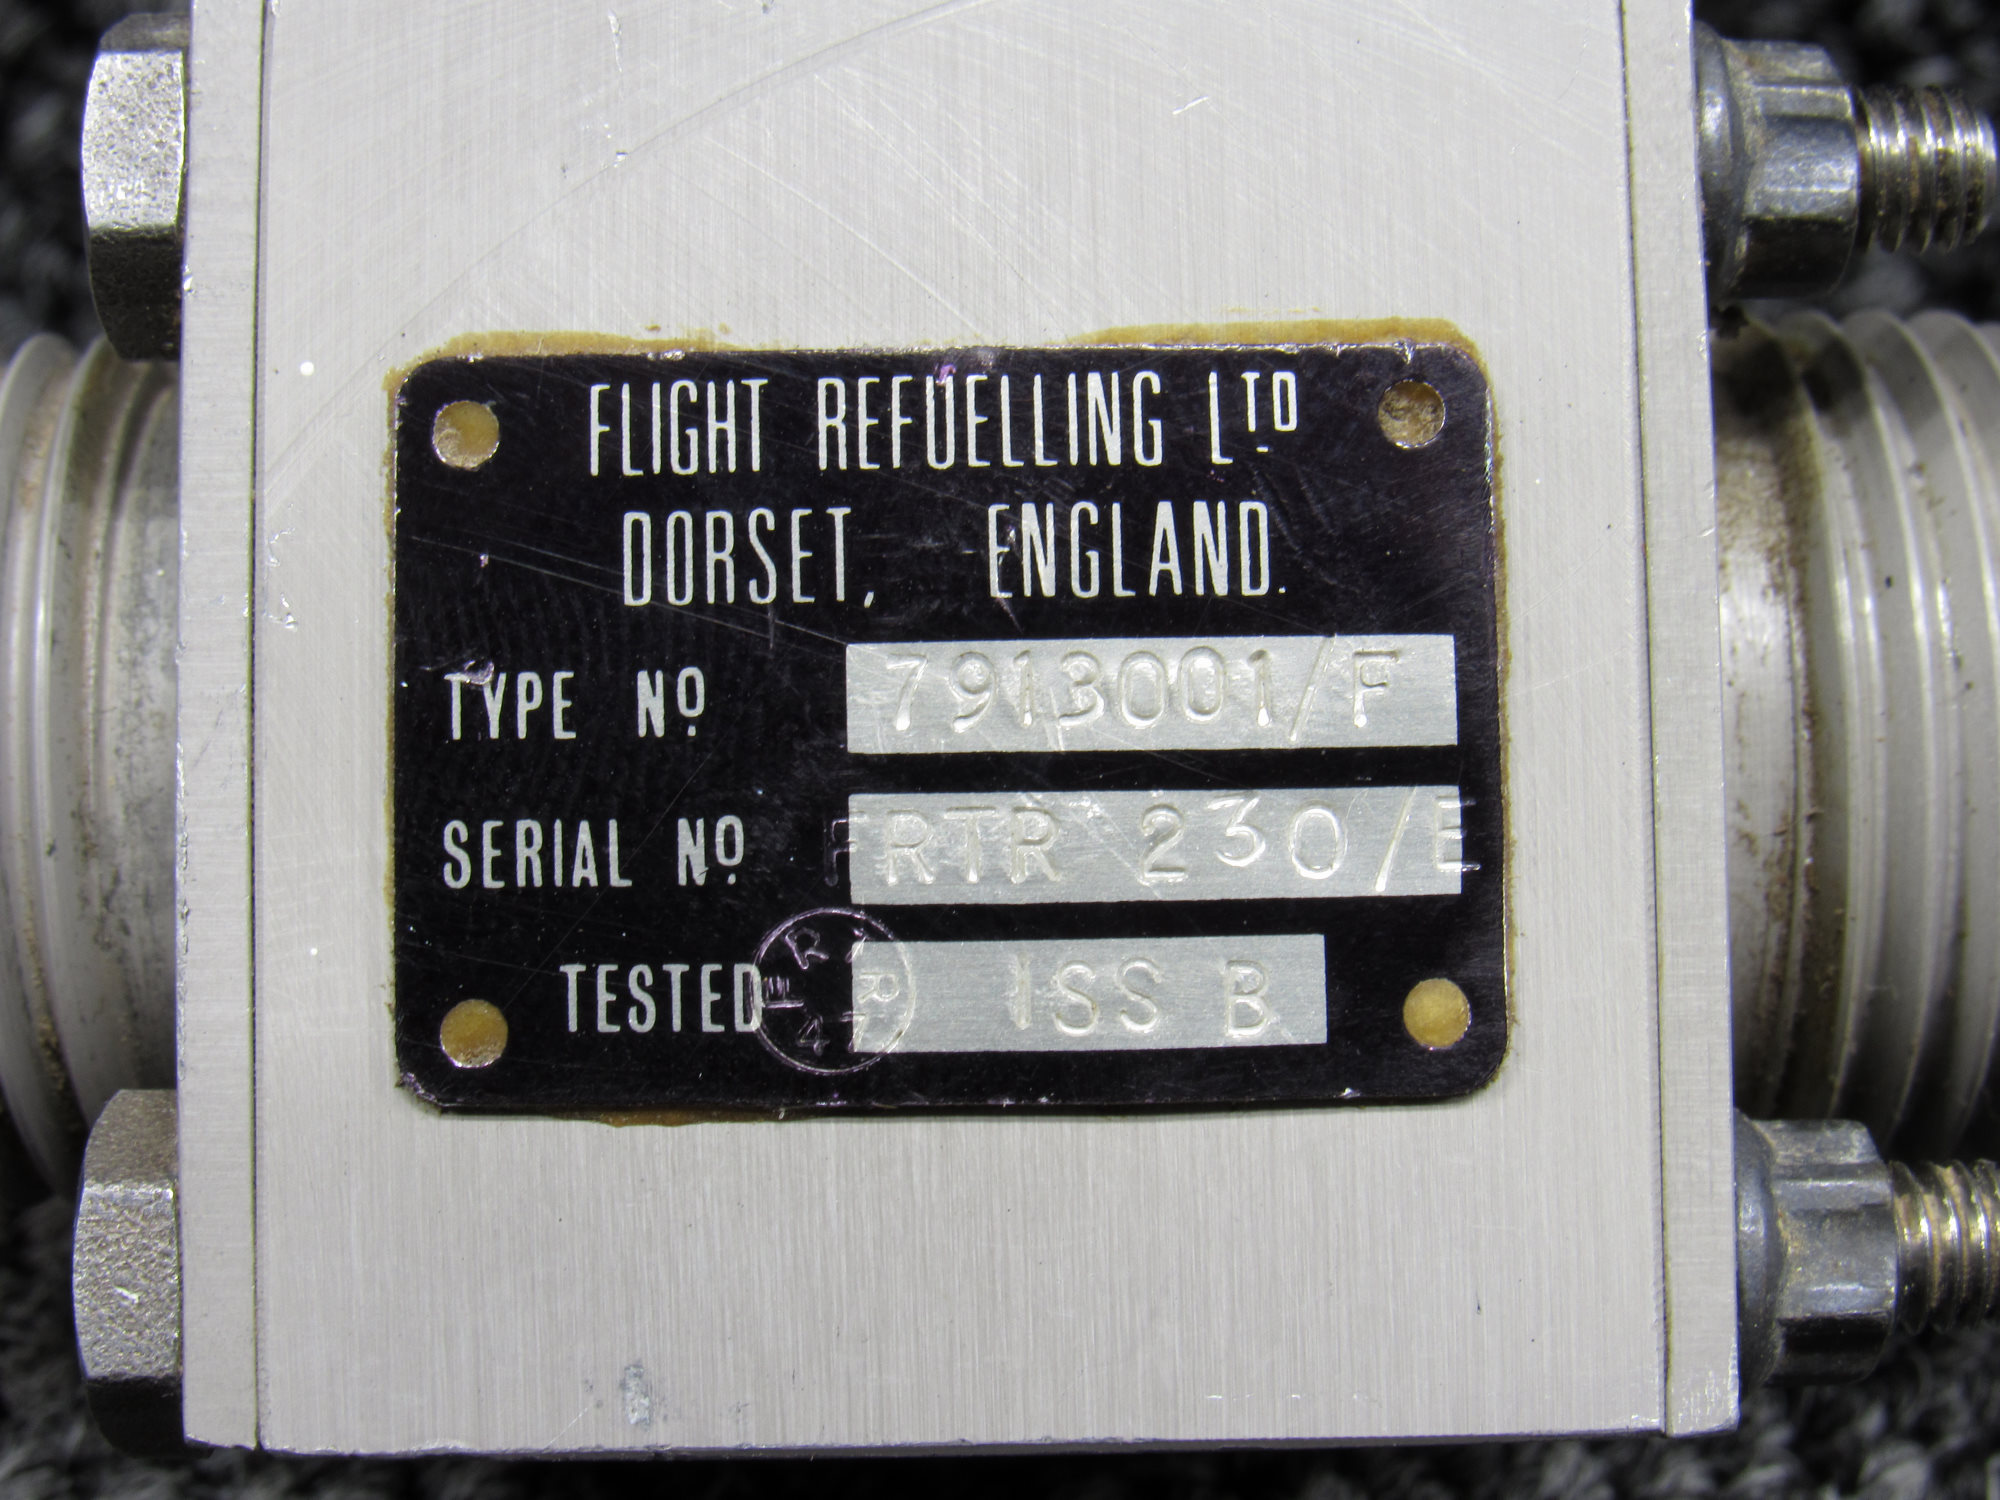 FLIGHT REFUELLING LTD
DORSET, ENGLAND.
TYPE Nº 7913001/F
SERIAL Nº FRTR 230/E
TESTED ISS B